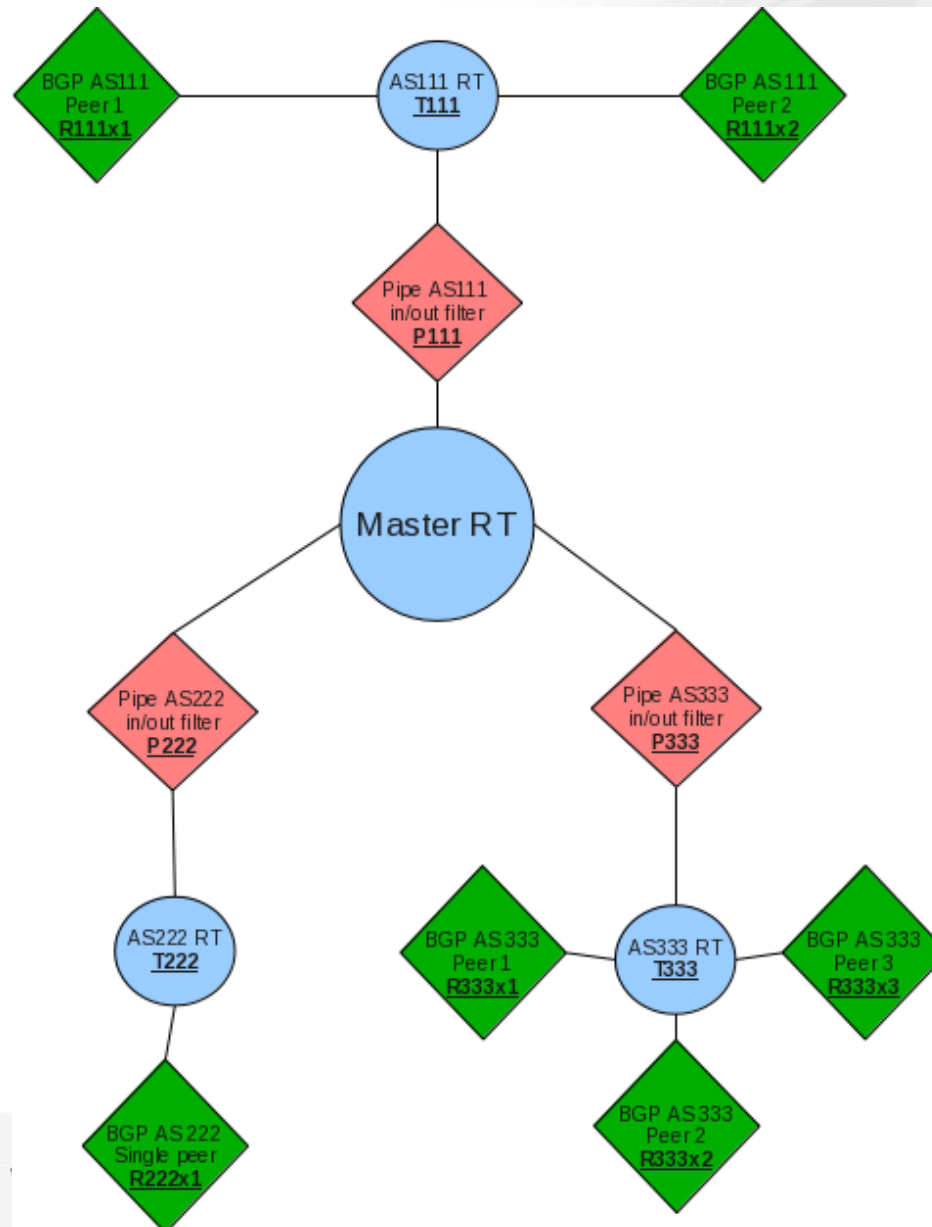 BGP AS111
Peer 1
R111x1
AS111 RT
T111
BGP AS111
Peer 2
R111x2
Pipe AS111
in/out filter
P111
Master RT
Pipe AS222
in/out filter
P222
Pipe AS333
in/out filter
P333
AS222 RT
T222
BGP AS333
Peer 1
R333x1
AS333 RT
T333
BGP AS333
Peer 3
R333x3
BGP AS222
Single peer
R222x1
BGP AS333
Peer 2
R333x2